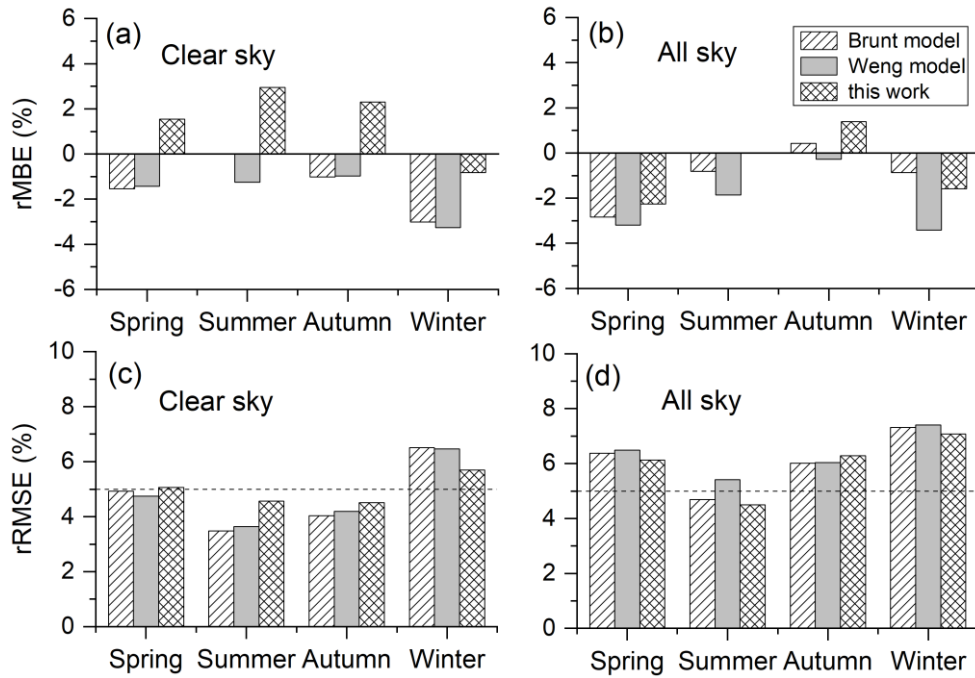 (a)
Clear sky
rMBE (%)
6
4
2
0
-2
-4
-6
Spring Summer Autumn Winter
(b)
All sky
Brunt model
Weng model
this work
6
4
2
0
-2
-4
-6
Spring Summer Autumn Winter
(c)
Clear sky
rRMSE (%)
10
8
6
4
2
0
Spring Summer Autumn Winter
(d)
All sky
10
8
6
4
2
0
Spring Summer Autumn Winter